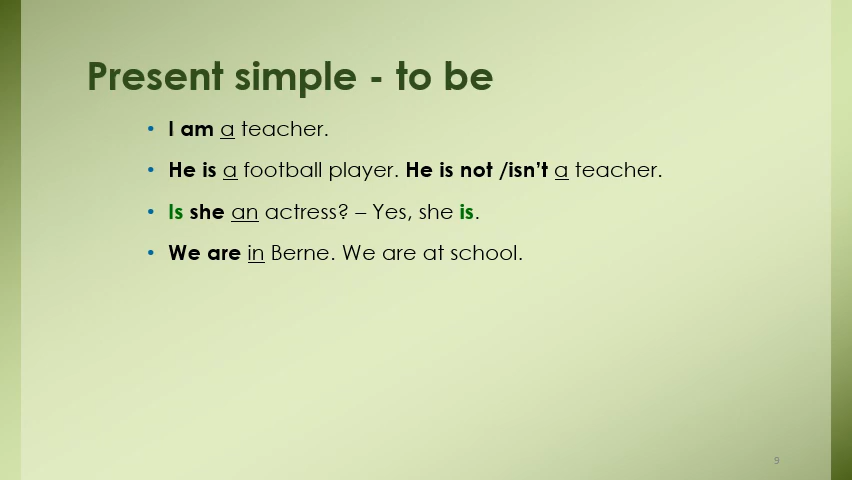 Present simple - to be
• I am a teacher.
• He is a football player. He is not /isn’t a teacher.
• Is she an actress? – Yes, she is.
• We are in Berne. We are at school.
9